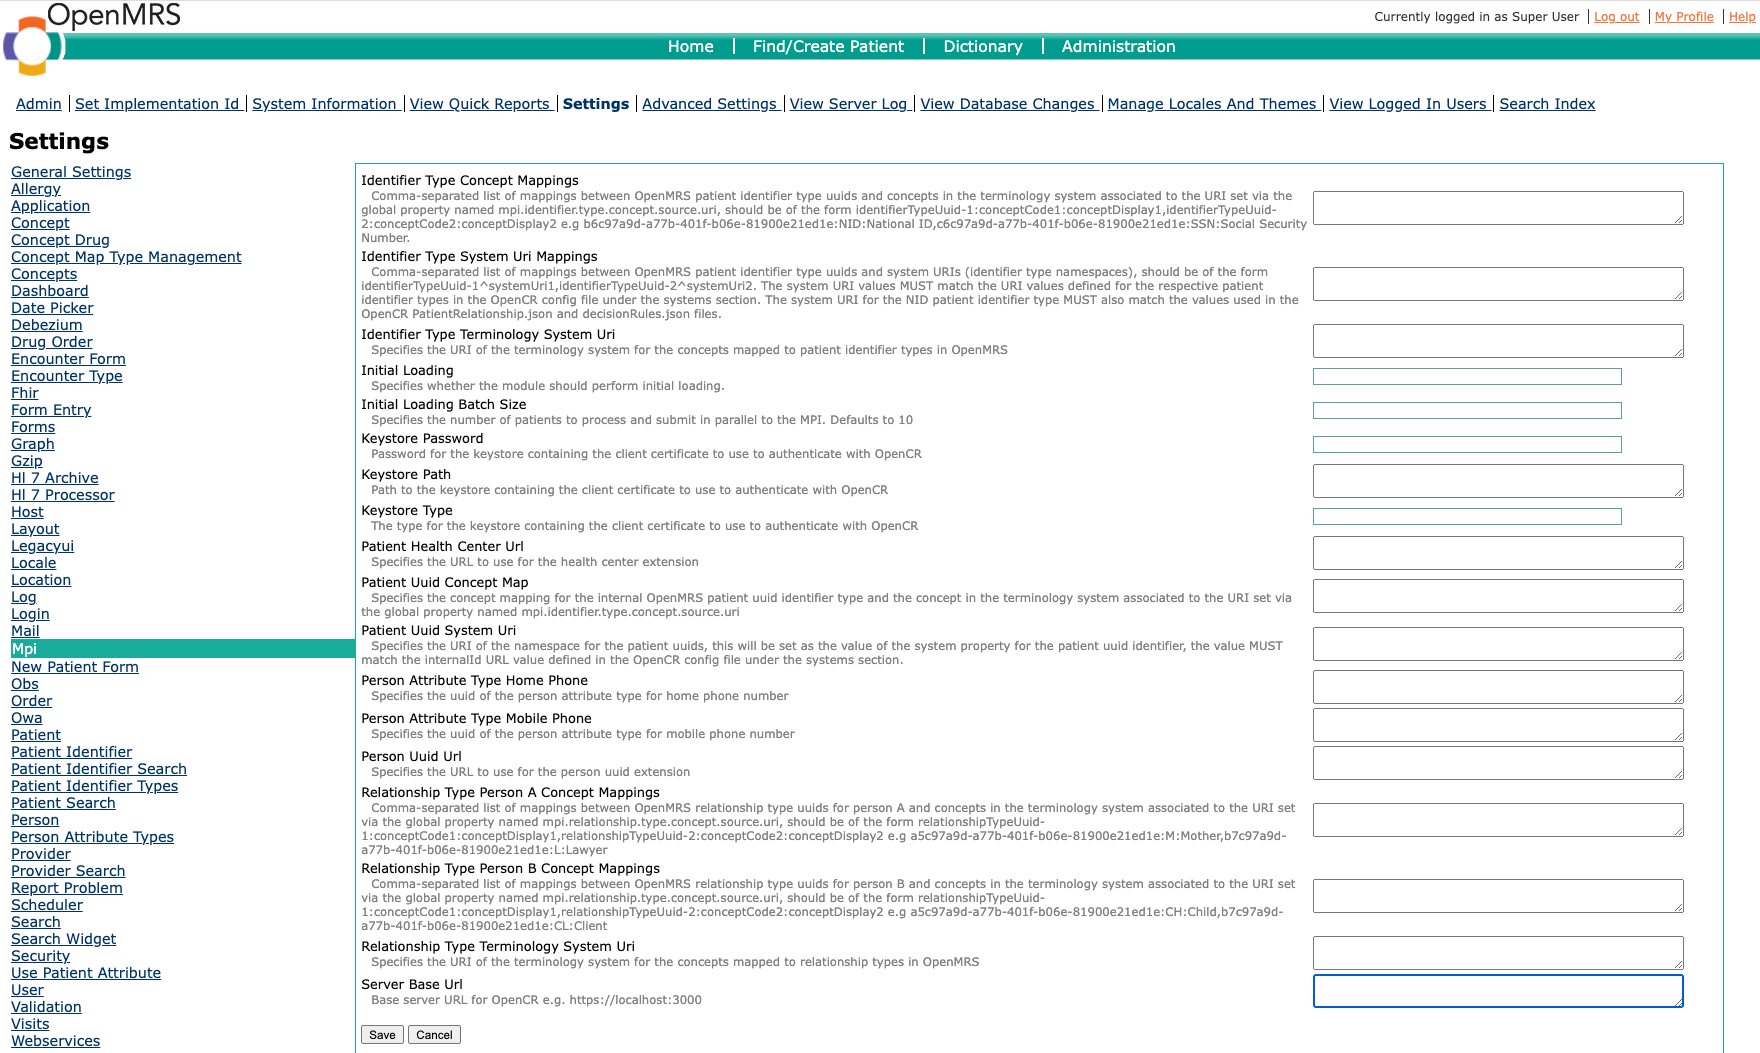 OpenMRS
Currently logged in as Super User | Log out | My Profile | Help
Home | Find/Create Patient | Dictionary | Administration
Admin | Set Implementation Id | System Information | View Quick Reports | Settings | Advanced Settings | View Server Log | View Database Changes | Manage Locales And Themes | View Logged In Users | Search Index
Settings
General Settings
Allergy
Application
Concept
Concept Drug
Concept Map Type Management
Concepts
Dashboard
Date Picker
Debezium
Drug Order
Encounter Form
Encounter Type
Fhir
Form Entry
Forms
Graph
Gzip
Hl 7 Archive
Hl 7 Processor
Host
Layout
Legacyui
Locale
Location
Log
Login
Mail
Mpi
New Patient Form
Obs
Order
Owa
Patient
Patient Identifier
Patient Identifier Search
Patient Identifier Types
Patient Search
Person
Person Attribute Types
Provider
Provider Search
Report Problem
Scheduler
Search
Search Widget
Security
Use Patient Attribute
User
Validation
Visits
Webservices
Identifier Type Concept Mappings
Comma-separated list of mappings between OpenMRS patient identifier type uuids and concepts in the terminology system associated to the URI set via the
global property named mpi.identifier.type.concept.source.uri, should be of the form identifierTypeUuid-1:conceptCode1:conceptDisplay1,identifierTypeUuid-
2:conceptCode2:conceptDisplay2 e.g b6c97a9d-a77b-401f-b06e-81900e21ed1e:NID:National ID,c6c97a9d-a77b-401f-b06e-81900e21ed1e:SSN:Social Security
Number.
Identifier Type System Uri Mappings
Comma-separated list of mappings between OpenMRS patient identifier type uuids and system URIs (identifier type namespaces), should be of the form
identifierTypeUuid-1^systemUri1,identifierTypeUuid-2^systemUri2. The system URI values MUST match the URI values defined for the respective patient
identifier types in the OpenCR config file under the systems section. The system URI for the NID patient identifier type MUST also match the values used in the
OpenCR PatientRelationship.json and decisionRules.json files.
Identifier Type Terminology System Uri
Specifies the URI of the terminology system for the concepts mapped to patient identifier types in OpenMRS
Initial Loading
Specifies whether the module should perform initial loading.
Initial Loading Batch Size
Specifies the number of patients to process and submit in parallel to the MPI. Defaults to 10
Keystore Password
Password for the keystore containing the client certificate to use to authenticate with OpenCR
Keystore Path
Path to the keystore containing the client certificate to use to authenticate with OpenCR
Keystore Type
The type for the keystore containing the client certificate to use to authenticate with OpenCR
Patient Health Center Url
Specifies the URL to use for the health center extension
Patient Uuid Concept Map
Specifies the concept mapping for the internal OpenMRS patient uuid identifier type and the concept in the terminology system associated to the URI set via
the global property named mpi.identifier.type.concept.source.uri
Patient Uuid System Uri
Specifies the URI of the namespace for the patient uuids, this will be set as the value of the system property for the patient uuid identifier, the value MUST
match the internalId URL value defined in the OpenCR config file under the systems section.
Person Attribute Type Home Phone
Specifies the uuid of the person attribute type for home phone number
Person Attribute Type Mobile Phone
Specifies the uuid of the person attribute type for mobile phone number
Person Uuid Url
Specifies the URL to use for the person uuid extension
Relationship Type Person A Concept Mappings
Comma-separated list of mappings between OpenMRS relationship type uuids for person A and concepts in the terminology system associated to the URI set
via the global property named mpi.relationship.type.concept.source.uri, should be of the form relationshipTypeUuid-
1:conceptCode1:conceptDisplay1,relationshipTypeUuid-2:conceptCode2:conceptDisplay2 e.g a5c97a9d-a77b-401f-b06e-81900e21ed1e:M:Mother,b7c97a9d-
a77b-401f-b06e-81900e21ed1e:L:Lawyer
Relationship Type Person B Concept Mappings
Comma-separated list of mappings between OpenMRS relationship type uuids for person B and concepts in the terminology system associated to the URI set
via the global property named mpi.relationship.type.concept.source.uri, should be of the form relationshipTypeUuid-
1:conceptCode1:conceptDisplay1,relationshipTypeUuid-2:conceptCode2:conceptDisplay2 e.g a5c97a9d-a77b-401f-b06e-81900e21ed1e:CH:Child,b7c97a9d-
a77b-401f-b06e-81900e21ed1e:CL:Client
Relationship Type Terminology System Uri
Specifies the URI of the terminology system for the concepts mapped to relationship types in OpenMRS
Server Base Url
Base server URL for OpenCR e.g. https://localhost:3000
Save Cancel